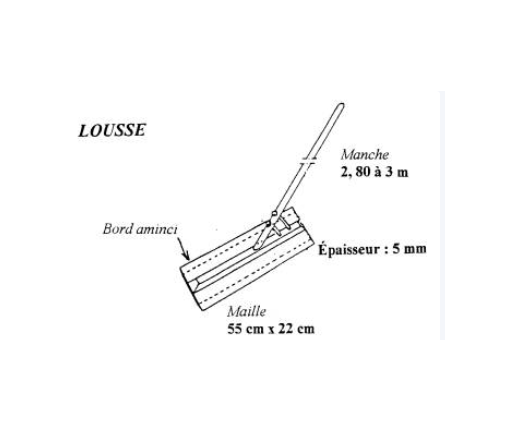 LOUSSE
Manche
2, 80 à 3 m
Bord aminci
Épaisseur : 5 mm
Maille
55 cm x 22 cm